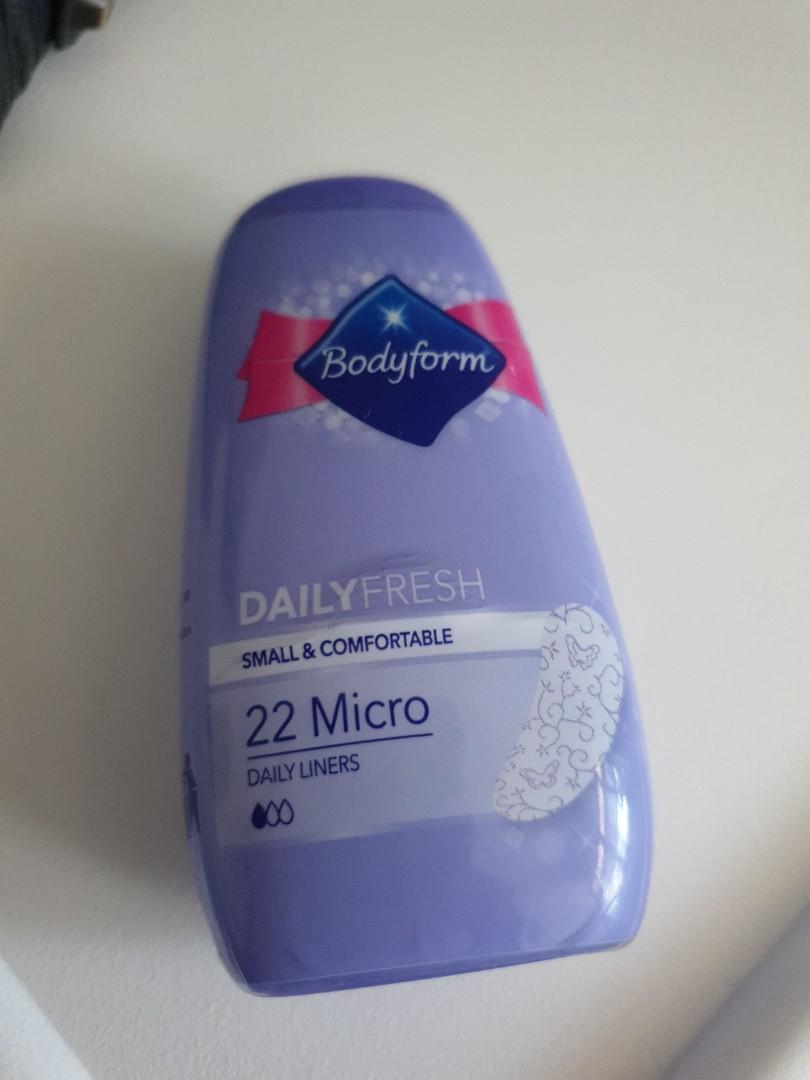 Bodyform
DAILYFRESH
SMALL & COMFORTABLE
22 Micro
DAILY LINERS